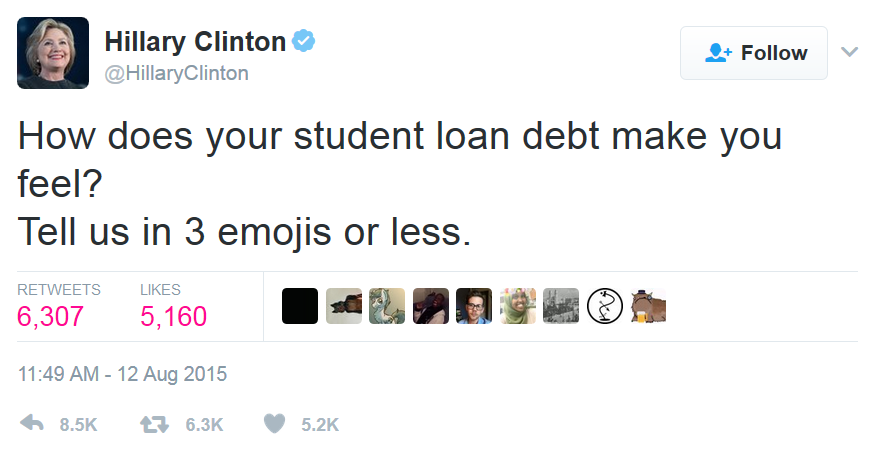 Hillary Clinton
@HillaryClinton
Follow
How does your student loan debt make you
feel?
Tell us in 3 emojis or less.
RETWEETS LIKES
6,307 5,160
11:49 AM - 12 Aug 2015
8.5K 6.3K 5.2K